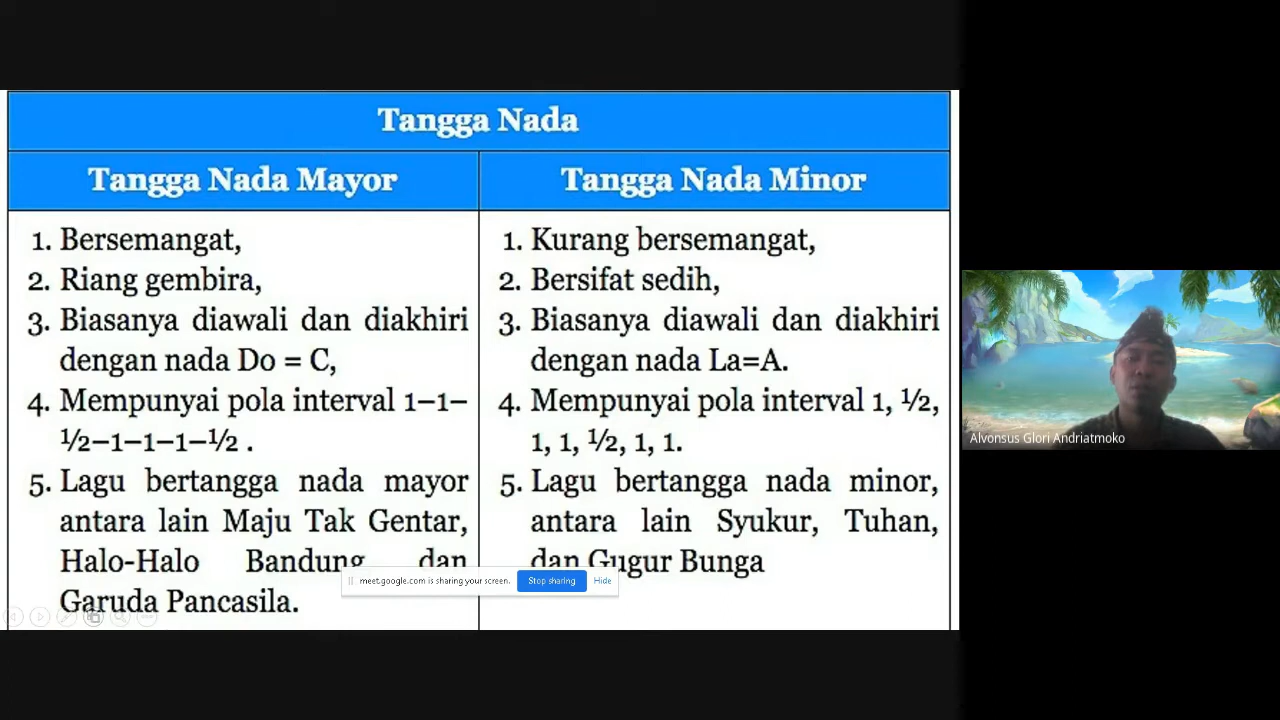 Tangga Nada
Tangga Nada Mayor
1. Bersemangat,
2. Riang gembira,
3. Biasanya diawali dan diakhiri
dengan nada Do = C,
4. Mempunyai pola interval 1–1–
½–1–1–1–½ .
5. Lagu bertangga nada mayor
antara lain Maju Tak Gentar,
Halo-Halo Bandung dan
Garuda Pancasila.
Tangga Nada Minor
1. Kurang bersemangat,
2. Bersifat sedih,
3. Biasanya diawali dan diakhiri
dengan nada La=A.
4. Mempunyai pola interval 1, ½,
1, 1, ½, 1, 1.
5. Lagu bertangga nada minor,
antara lain Syukur, Tuhan,
dan Gugur Bunga
meet.google.com is sharing your screen. Stop sharing Hide
Alvonsus Glori Andriatmoko